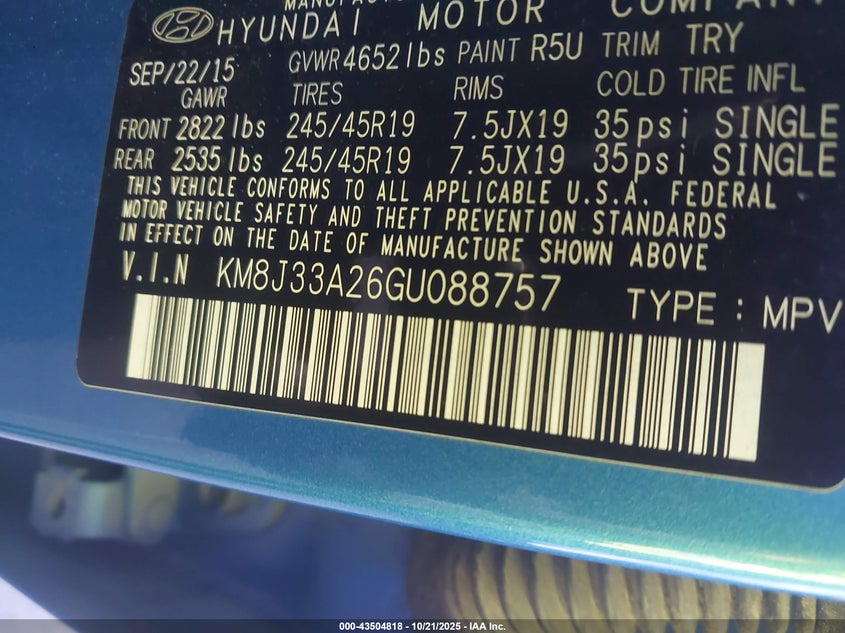 MANUFACTU
HYUNDAI MOTOR COMPANY
SEP/22/15 GVWR 4652lbs PAINT R5U TRIM TRY
GAWR TIRES RIMS COLD TIRE INFL
FRONT 2822 lbs 245/45R19 7.5JX19 35psi SINGLE
REAR 2535 lbs 245/45R19 7.5JX19 35psi SINGLE
THIS VEHICLE CONFORMS TO ALL APPLICABLE U.S.A. FEDERAL
MOTOR VEHICLE SAFETY AND THEFT PREVENTION STANDARDS
IN EFFECT ON THE DATE OF MANUFACTURE SHOWN ABOVE
V.I.N KM8J33A26GU088757 TYPE : MPV
000-43504818 - 10/21/2025 - IAA Inc.